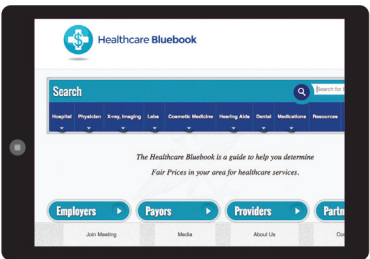 Healthcare Bluebook
Search
Search for
Hospital Physician X-ray, Imaging Labs Cosmetic Medicine Hearing Aids Dental Medications Resources
The Healthcare Bluebook is a guide to help you determine
Fair Prices in your area for healthcare services.
Employers Payors Providers Partn
Join Meeting Media About Us Co